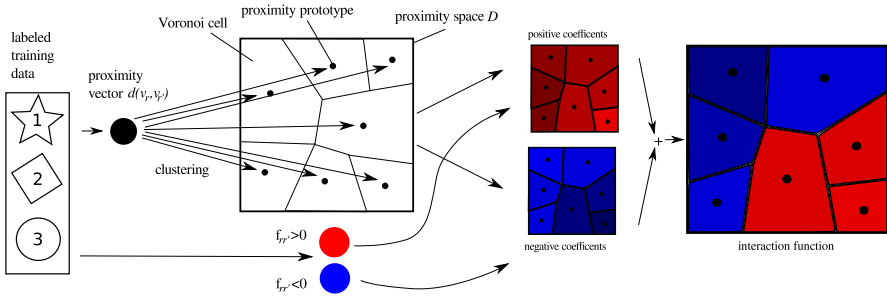 labeled
training
data
1
2
3
proximity
vector d(vr,vr')
Voronoi cell
proximity prototype
proximity space D
clustering
frr'>0
frr'<0
positive coefficents
negative coefficents
+
interaction function